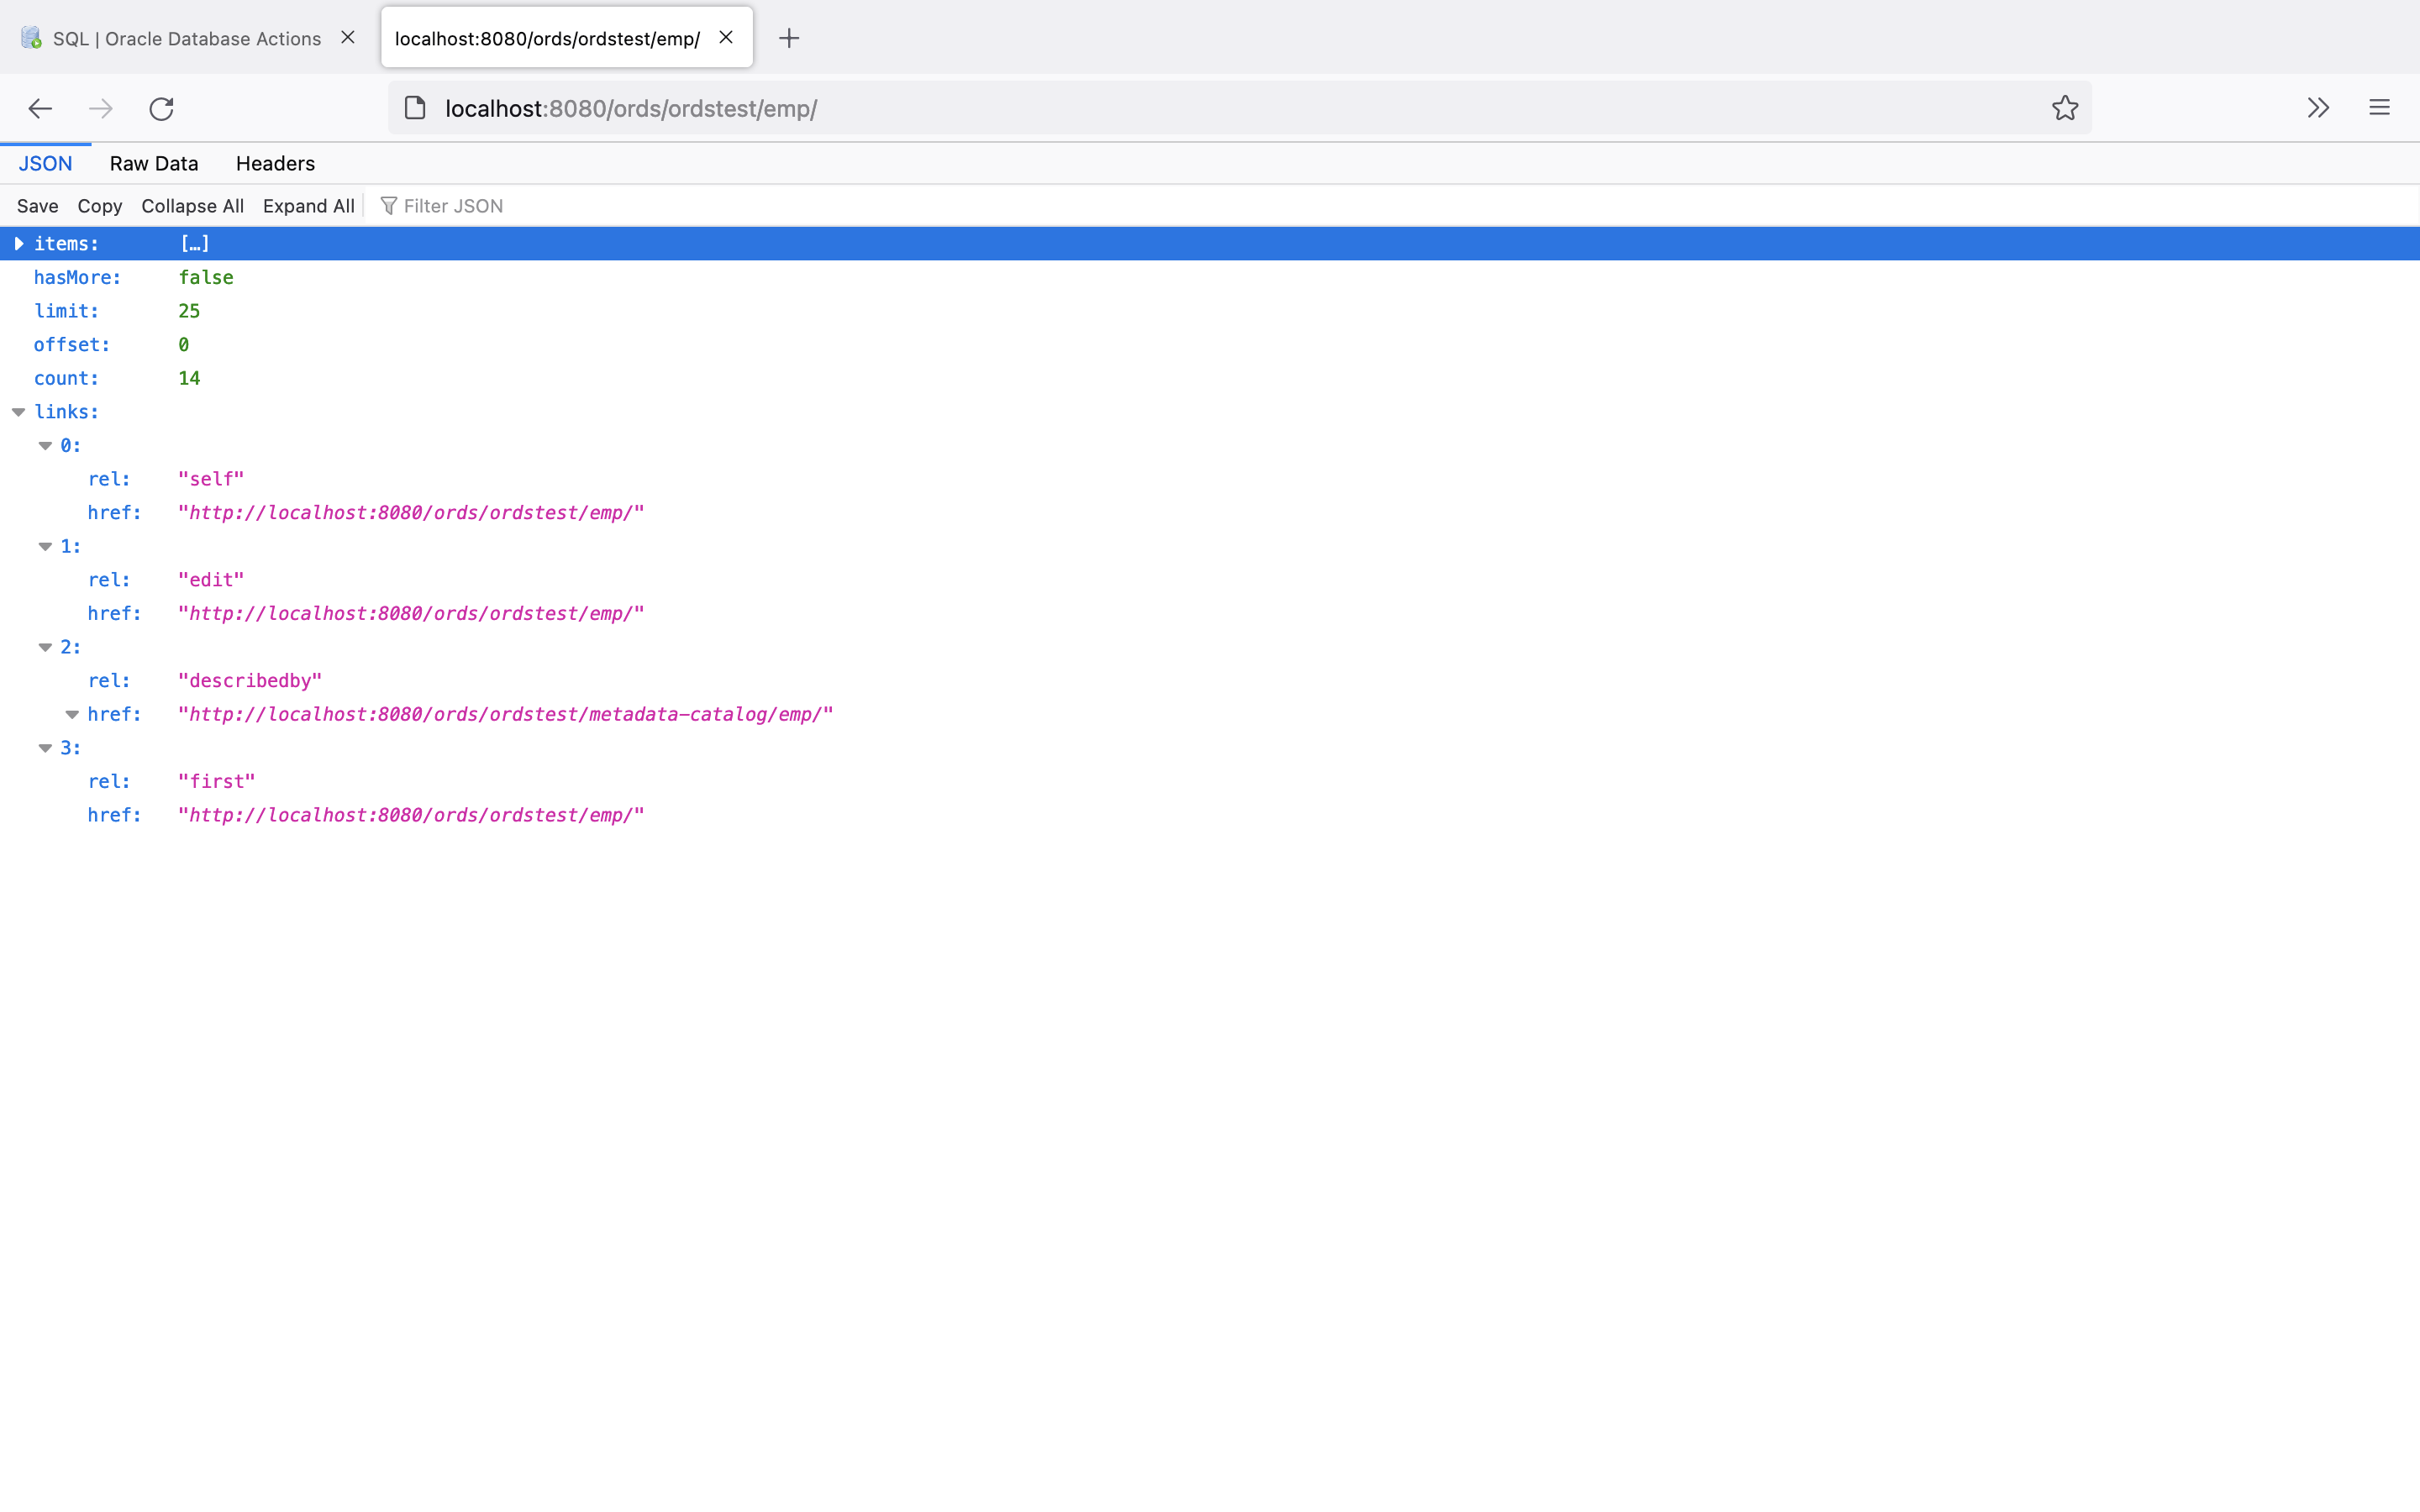 SQL | Oracle Database Actions
localhost:8080/ords/ordstest/emp/
localhost:8080/ords/ordstest/emp/
JSON Raw Data Headers
Save Copy Collapse All Expand All Filter JSON
items: […]
hasMore: false
limit: 25
offset: 0
count: 14
links:
0:
rel: "self"
href: "http://localhost:8080/ords/ordstest/emp/"
1:
rel: "edit"
href: "http://localhost:8080/ords/ordstest/emp/"
2:
rel: "describedby"
href: "http://localhost:8080/ords/ordstest/metadata-catalog/emp/"
3:
rel: "first"
href: "http://localhost:8080/ords/ordstest/emp/"